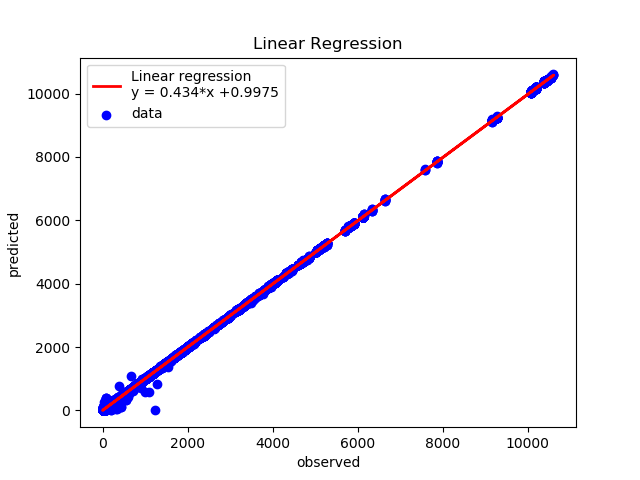 Linear Regression
Linear regression
y = 0.434*x +0.9975
data
predicted
10000
8000
6000
4000
2000
0
0 2000 4000 6000 8000 10000
observed